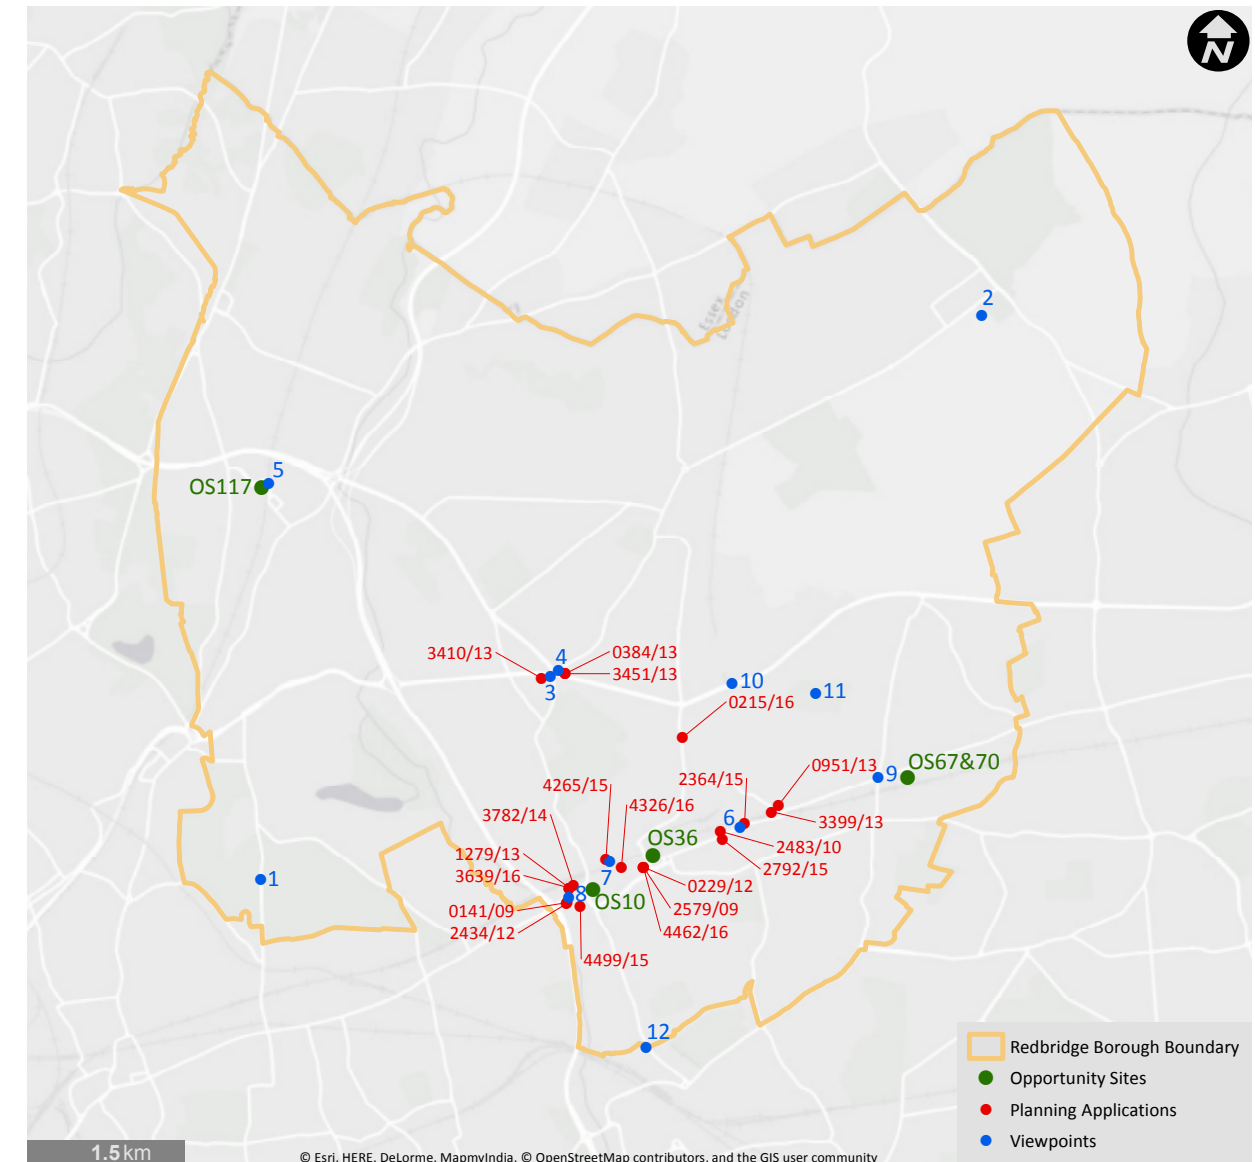 N
Essex
London
2
5
OS117
3410/13
4
0384/13
3451/13
3
10
11
0215/16
0951/13
OS67&70
9
2364/15
4265/15
4326/16
3782/14
6
3399/13
OS36
2483/10
2792/15
1279/13
3639/16
7
8
OS10
0229/12
1
0141/09
2579/09
2434/12
4462/16
4499/15
12
Redbridge Borough Boundary
Opportunity Sites
Planning Applications
Viewpoints
1.5 km
© Esri, HERE, DeLorme, MapmyIndia, © OpenStreetMap contributors, and the GIS user community